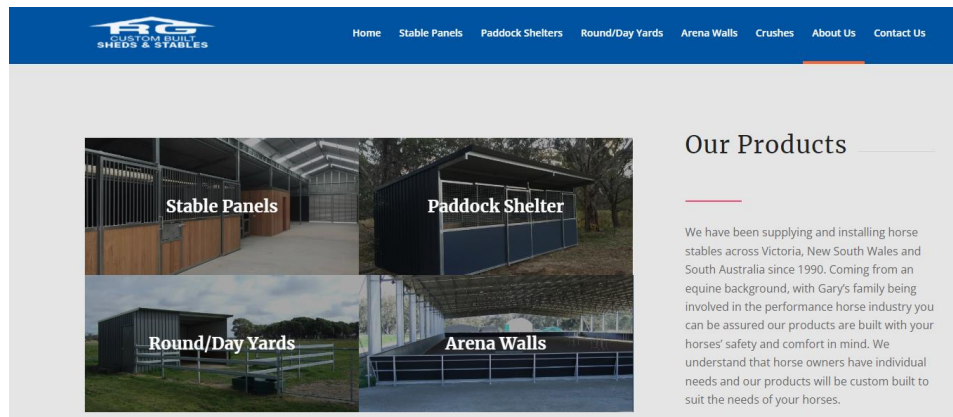 RG
CUSTOM BUILT
SHEDS & STABLES
Home Stable Panels Paddock Shelters Round/Day Yards Arena Walls Crushes About Us Contact Us
Stable Panels
Paddock Shelter
Round/Day Yards
Arena Walls
Our Products
We have been supplying and installing horse
stables across Victoria, New South Wales and
South Australia since 1990. Coming from an
equine background, with Gary's family being
involved in the performance horse industry you
can be assured our products are built with your
horses' safety and comfort in mind. We
understand that horse owners have individual
needs and our products will be custom built to
suit the needs of your horses.